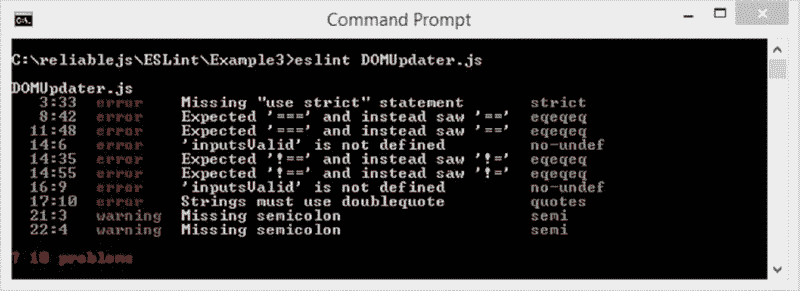 Command Prompt
C:\reliablejs\ESLint\Example3>eslint DOMUpdater.js
DOMUpdater.js
3:33 error Missing "use strict" statement strict
8:42 error Expected '===' and instead saw '==' eqeqeq
11:48 error Expected '===' and instead saw '==' eqeqeq
14:6 error 'inputsValid' is not defined no-undef
14:35 error Expected '!==' and instead saw '!=' eqeqeq
14:55 error Expected '!==' and instead saw '!=' eqeqeq
16:9 error 'inputsValid' is not defined no-undef
17:10 error Strings must use doublequote quotes
21:3 warning Missing semicolon semi
22:4 warning Missing semicolon semi
? 10 problems